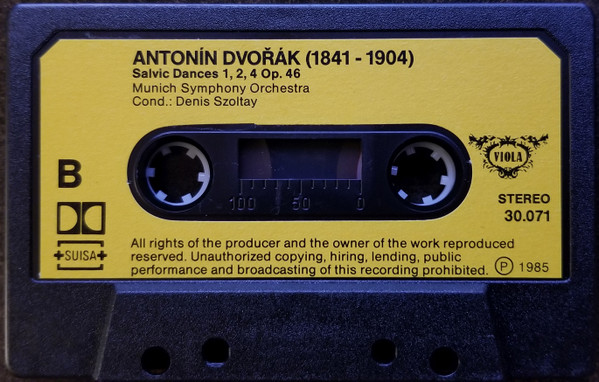 ANTONÍN DVOŘÁK (1841 - 1904)
Salvic Dances 1, 2, 4 Op. 46
Munich Symphony Orchestra
Cond.: Denis Szoltay
VIOLA
B
100 50 0
STEREO
30.071
SUISA
All rights of the producer and the owner of the work reproduced
reserved. Unauthorized copying, hiring, lending, public
performance and broadcasting of this recording prohibited. Ⓟ 1985